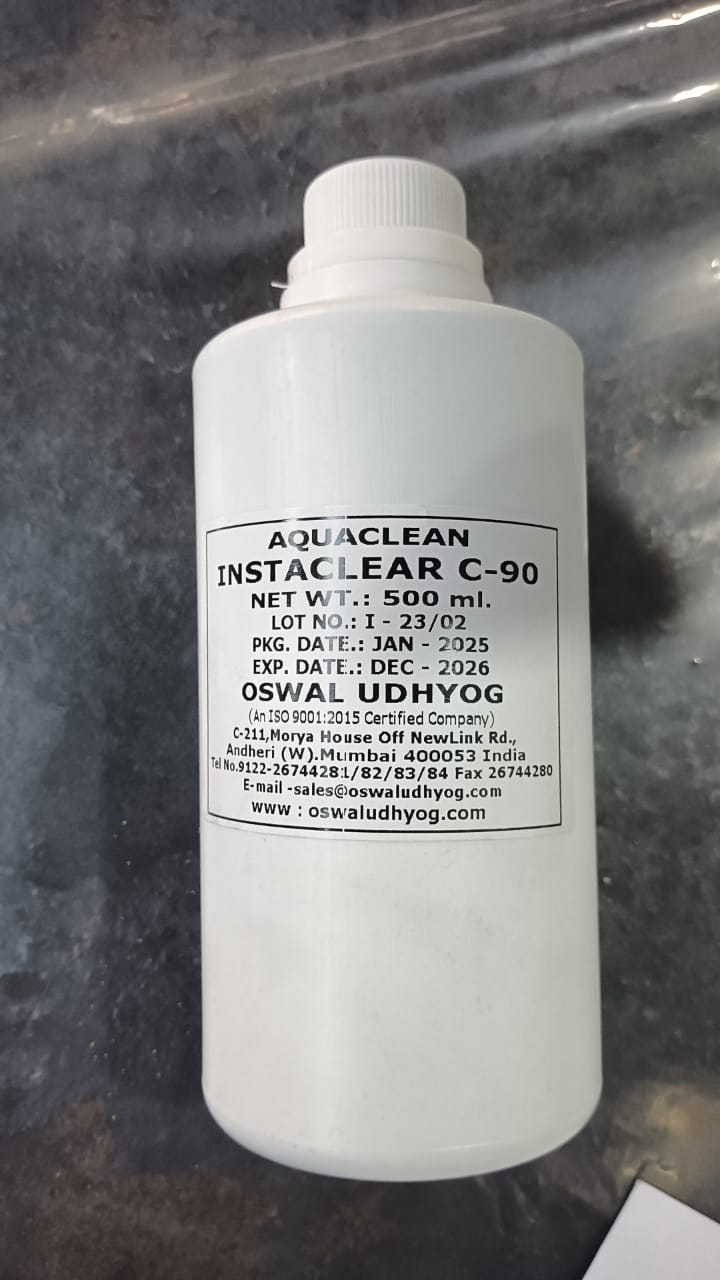 AQUACLEAN
INSTACLEAR C-90
NET WT.: 500 ml.
LOT NO.: I - 23/02
PKG. DATE.: JAN - 2025
EXP. DATE.: DEC - 2026
OSWAL UDHYOG
(An ISO 9001:2015 Certified Company)
C-211,Morya House Off NewLink Rd.,
Andheri (W).Mumbai 400053 India
Tel No.9122-26744281/82/83/84 Fax 26744280
E-mail -sales@oswaludhyog.com
www : oswaludhyog.com